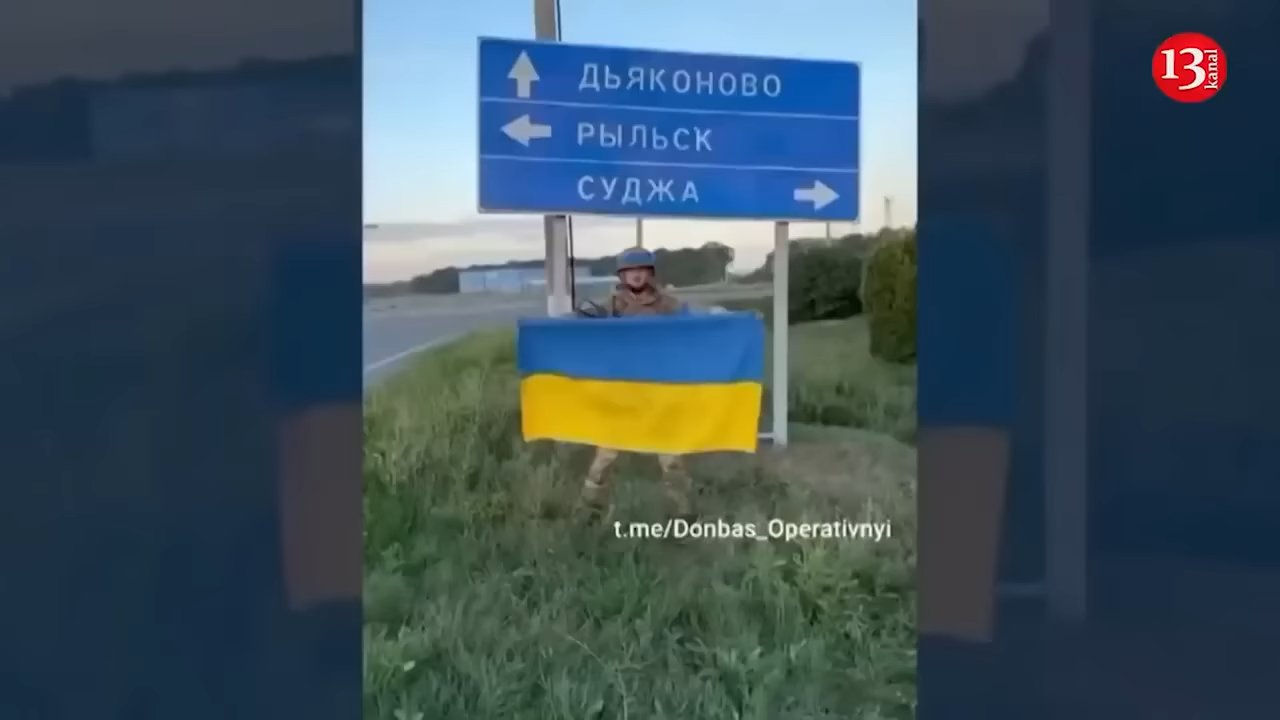 ДЬЯКОНОВО
РЫЛЬСК
СУДЖА
13
kanal
t.me/Donbas_Operativnyi